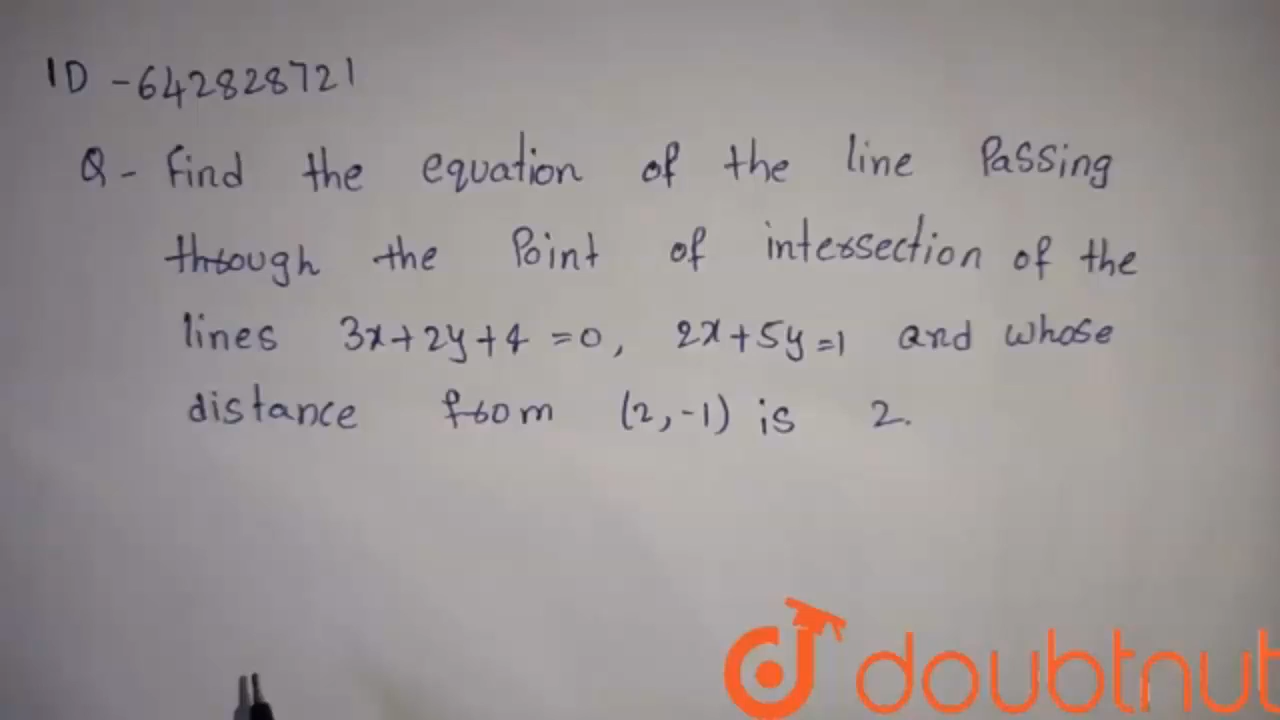 ID - 642828721
Q - Find the equation of the line Passing
through the Point of intersection of the
lines 3x+2y+4=0, 2x+5y=1 and whose
distance from (2,-1) is 2.
doubtnut